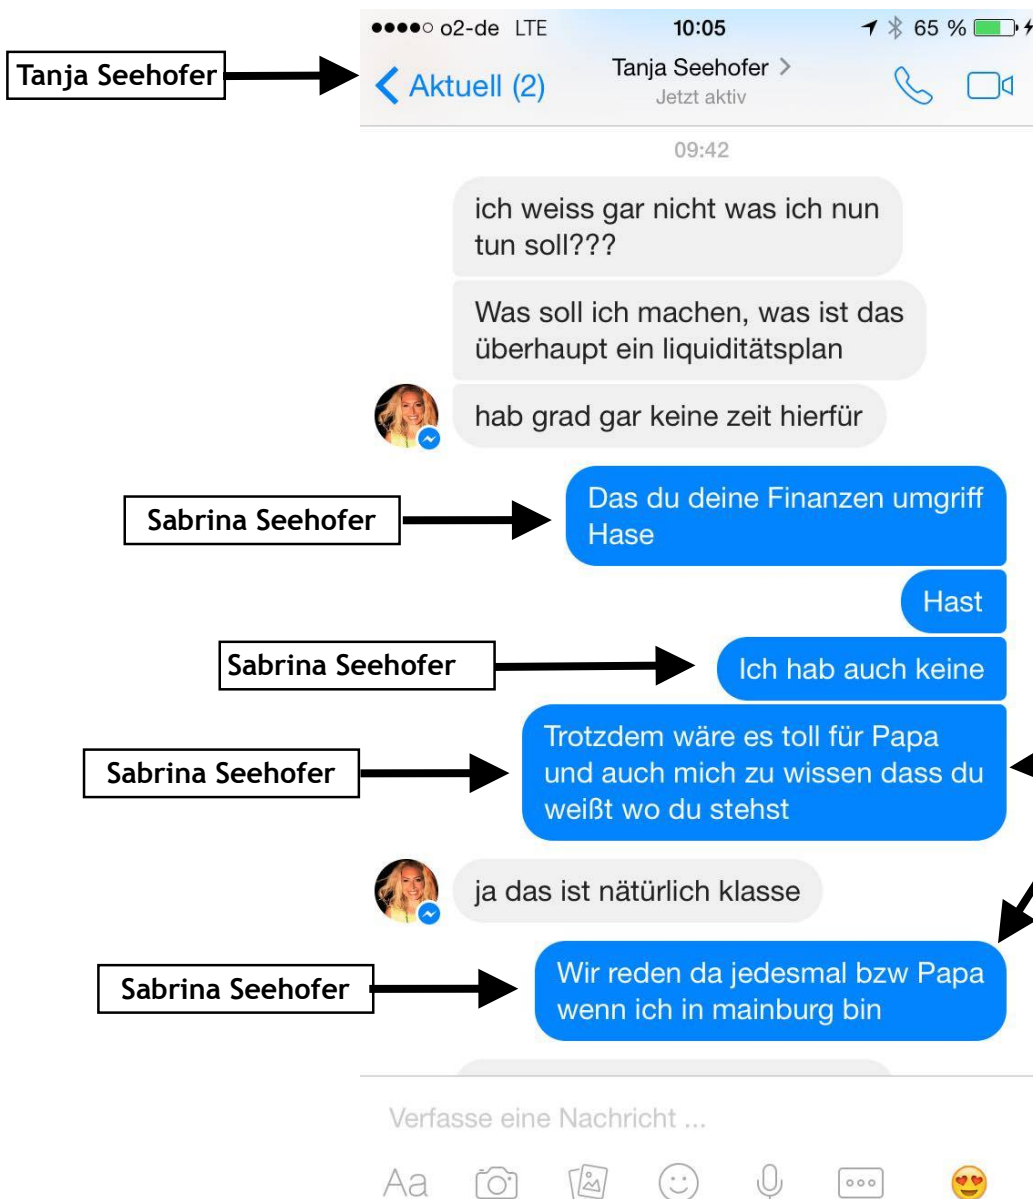 o2-de LTE 10:05 65 %
Tanja Seehofer
Aktuell (2)
Tanja Seehofer
Jetzt aktiv
09:42
ich weiss gar nicht was ich nun
tun soll???
Was soll ich machen, was ist das
überhaupt ein liquiditätsplan
hab grad gar keine zeit hierfür
Sabrina Seehofer
Das du deine Finanzen umgriff
Hase
Hast
Sabrina Seehofer
Ich hab auch keine
Sabrina Seehofer
Trotzdem wäre es toll für Papa
und auch mich zu wissen dass du
weißt wo du stehst
ja das ist nätürlich klasse
Sabrina Seehofer
Wir reden da jedesmal bzw Papa
wenn ich in mainburg bin
Verfasse eine Nachricht ...
Aa